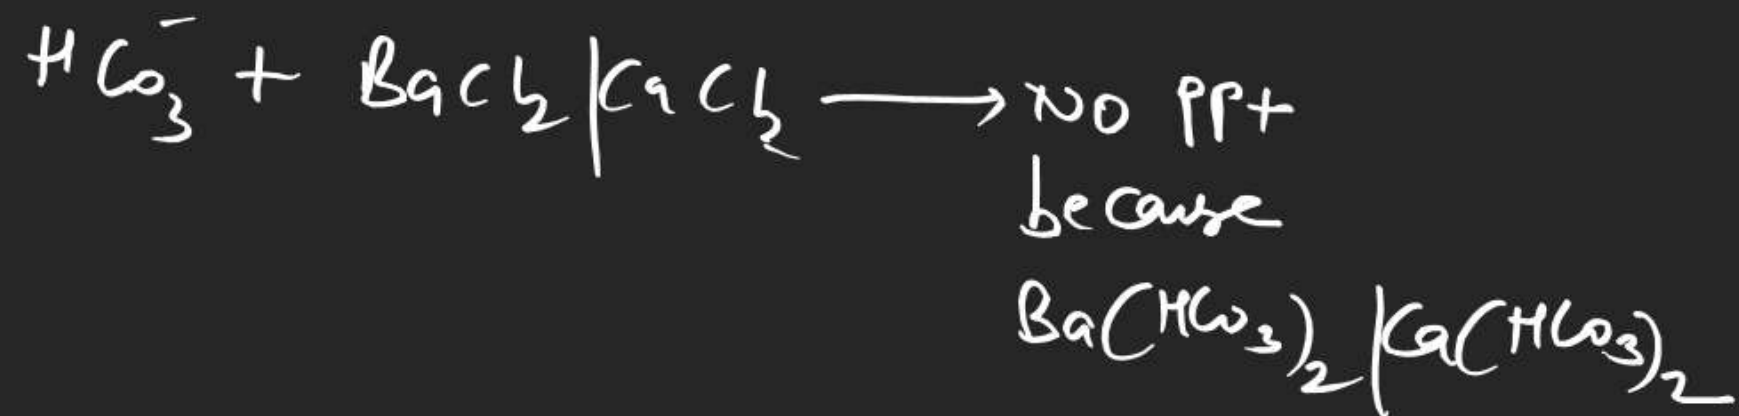 HCO₃⁻ + BaCl₂|CaCl₂ ⟶ NO PPt
because
Ba(HCO₃)₂|Ca(HCO₃)₂